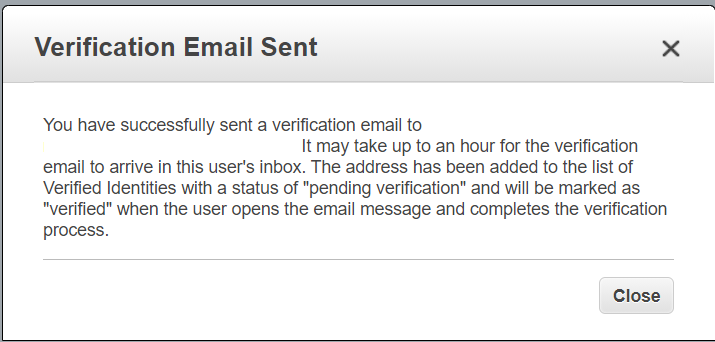 Verification Email Sent
You have successfully sent a verification email to
It may take up to an hour for the verification
email to arrive in this user's inbox. The address has been added to the list of
Verified Identities with a status of "pending verification" and will be marked as
"verified" when the user opens the email message and completes the verification
process.
Close